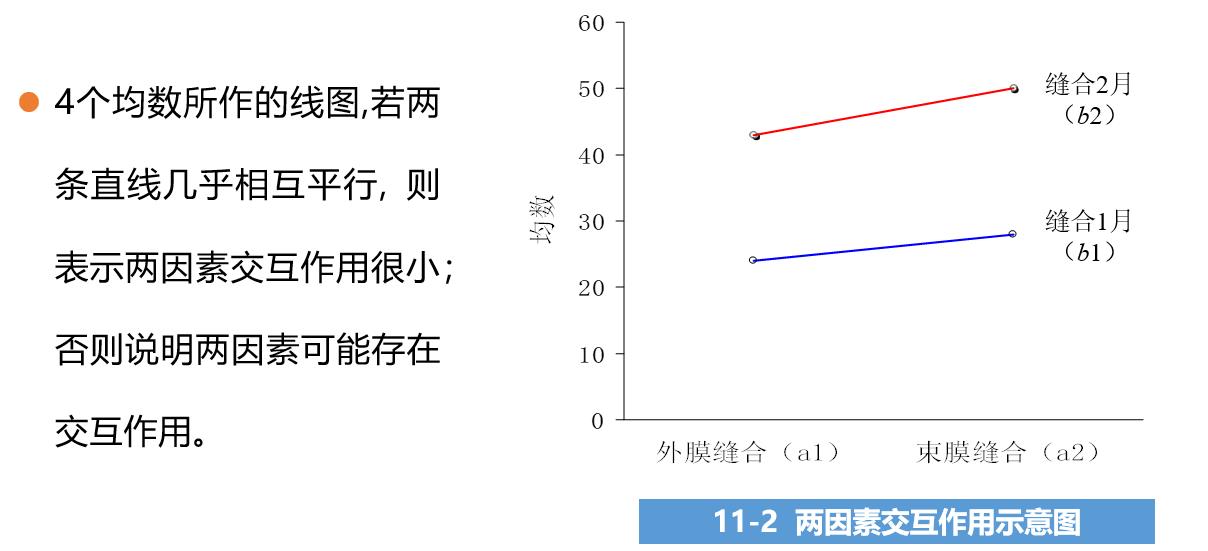 4个均数所作的线图,若两
条直线几乎相互平行, 则
表示两因素交互作用很小;
否则说明两因素可能存在
交互作用。
60
50
40
30
20
10
0
均数
缝合2月
（b2）
缝合1月
（b1）
外膜缝合（a1） 束膜缝合（a2）
11-2 两因素交互作用示意图